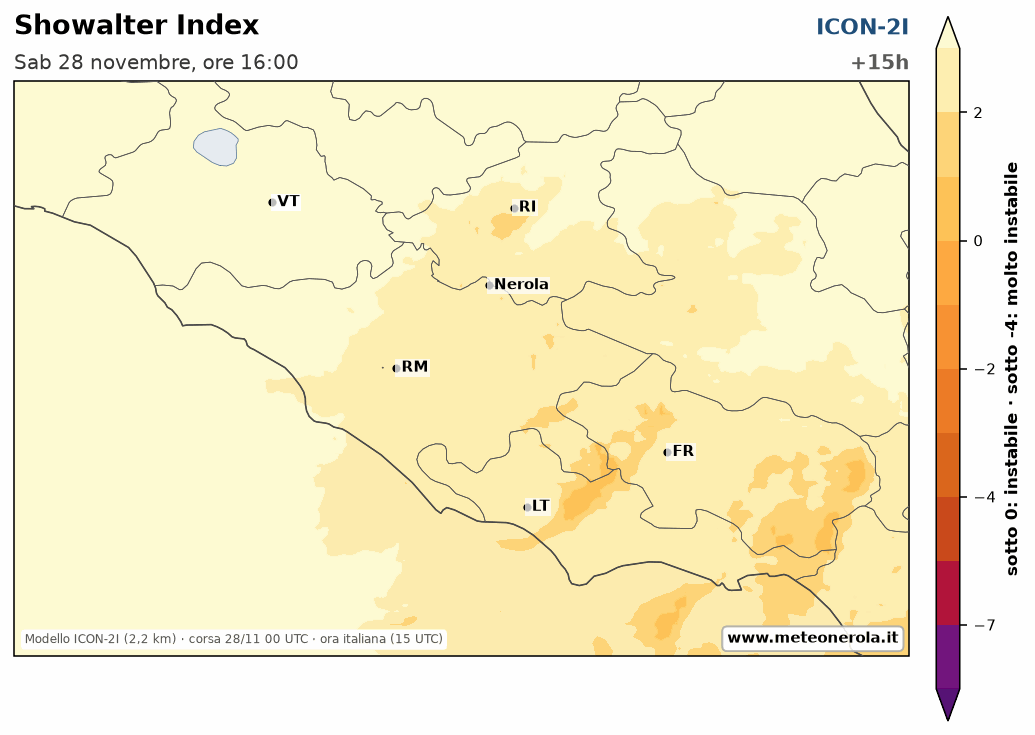 Showalter Index
ICON-2I
Sab 28 novembre, ore 16:00
+15h
VT
RI
Nerola
RM
FR
LT
Modello ICON-2I (2,2 km) · corsa 28/11 00 UTC · ora italiana (15 UTC)
www.meteonerola.it
2
0
−2
−4
−7
sotto 0: instabile · sotto -4: molto instabile